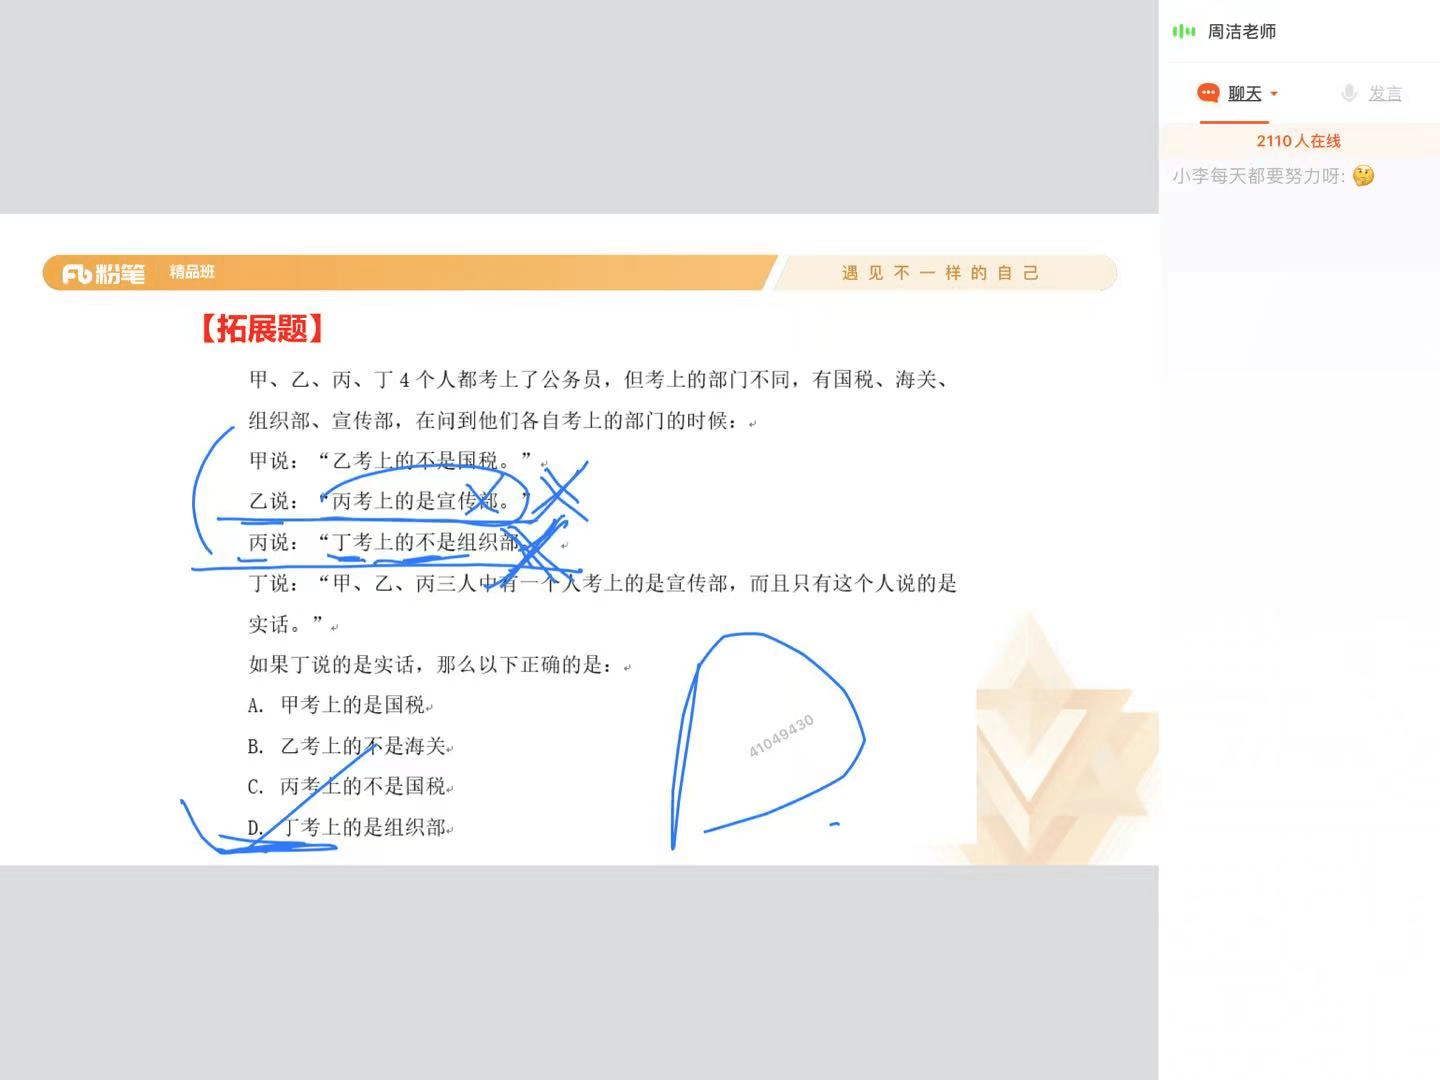 周洁老师
聊天
发言
2110人在线
小李每天都要努力呀:
粉笔 精品班
遇见不一样的自己
【拓展题】
甲、乙、丙、丁 4 个人都考上了公务员，但考上的部门不同，有国税、海关、
组织部、宣传部，在问到他们各自考上的部门的时候：
甲说：“乙考上的不是国税。”
乙说：“丙考上的是宣传部。”
丙说：“丁考上的不是组织部
丁说：“甲、乙、丙三人中有一个人考上的是宣传部，而且只有这个人说的是
实话。”
如果丁说的是实话，那么以下正确的是：
A. 甲考上的是国税
B. 乙考上的不是海关
C. 丙考上的不是国税
D. 丁考上的是组织部
41049430